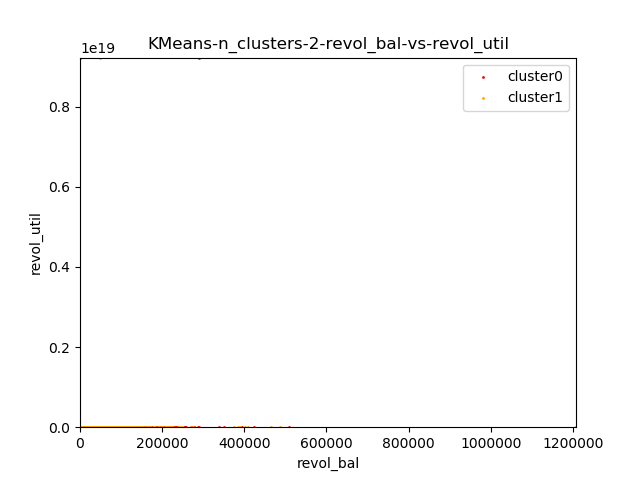 KMeans-n_clusters-2-revol_bal-vs-revol_util
1e19
cluster0
cluster1
0.8
0.6
0.4
0.2
0.0
revol_util
0 200000 400000 600000 800000 1000000 1200000
revol_bal